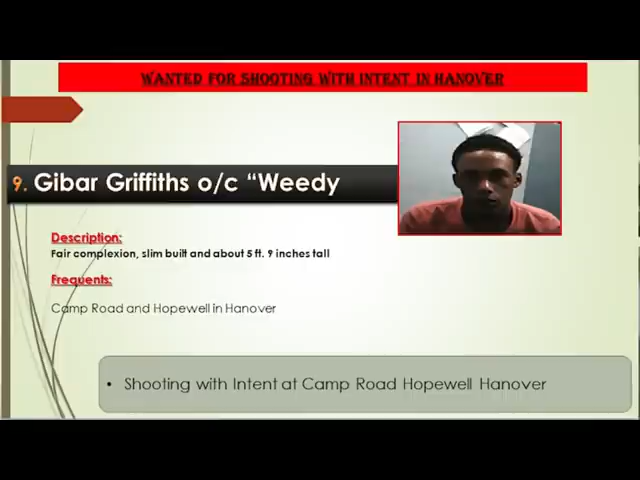 WANTED FOR SHOOTING WITH INTENT IN HANOVER
9. Gibar Griffiths o/c “Weedy
Description:
Fair complexion, slim built and about 5 ft. 9 inches tall
Frequents:
Camp Road and Hopewell in Hanover
• Shooting with Intent at Camp Road Hopewell Hanover